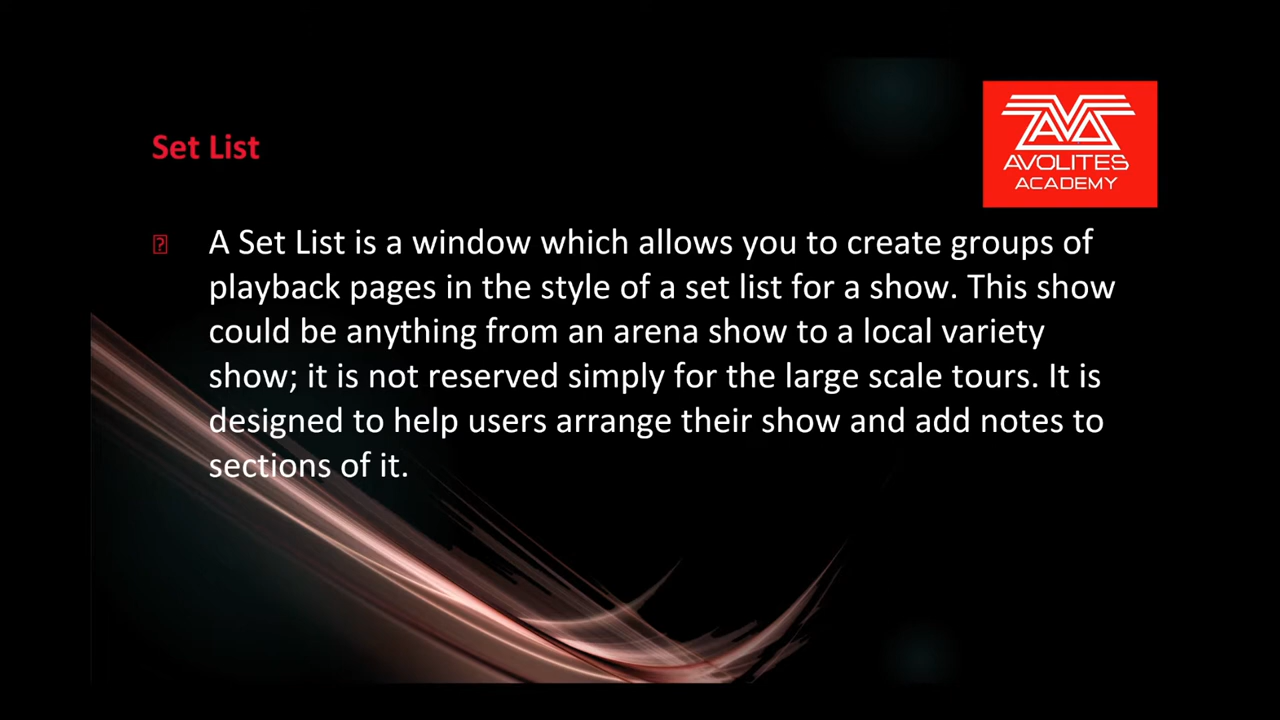 Set List
AVOLITES
ACADEMY
A Set List is a window which allows you to create groups of
playback pages in the style of a set list for a show. This show
could be anything from an arena show to a local variety
show; it is not reserved simply for the large scale tours. It is
designed to help users arrange their show and add notes to
sections of it.